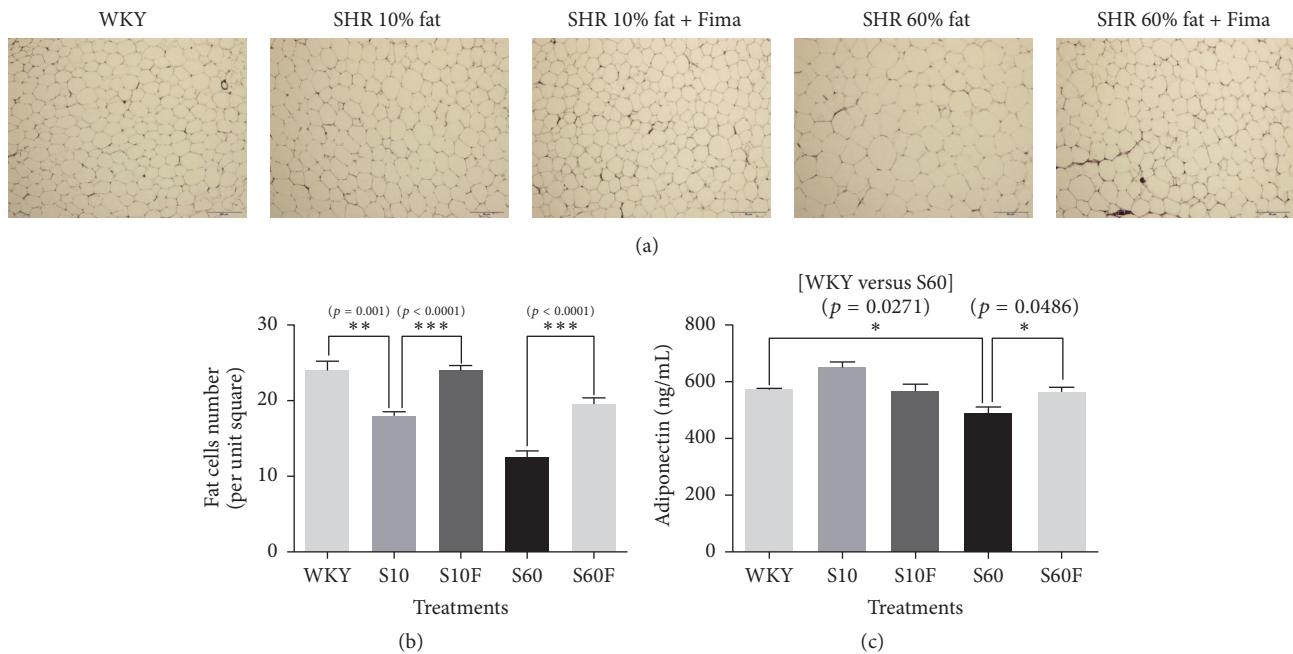 WKY
SHR 10% fat
SHR 10% fat + Fima
SHR 60% fat
SHR 60% fat + Fima
(a)
(p = 0.001)
(p < 0.0001)
(p < 0.0001)
**
***
***
30
20
10
0
Fat cells number
(per unit square)
WKY
S10
S10F
S60
S60F
Treatments
(b)
[WKY versus S60]
(p = 0.0271)
(p = 0.0486)
*
*
800
600
400
200
0
Adiponectin (ng/mL)
WKY
S10
S10F
S60
S60F
Treatments
(c)